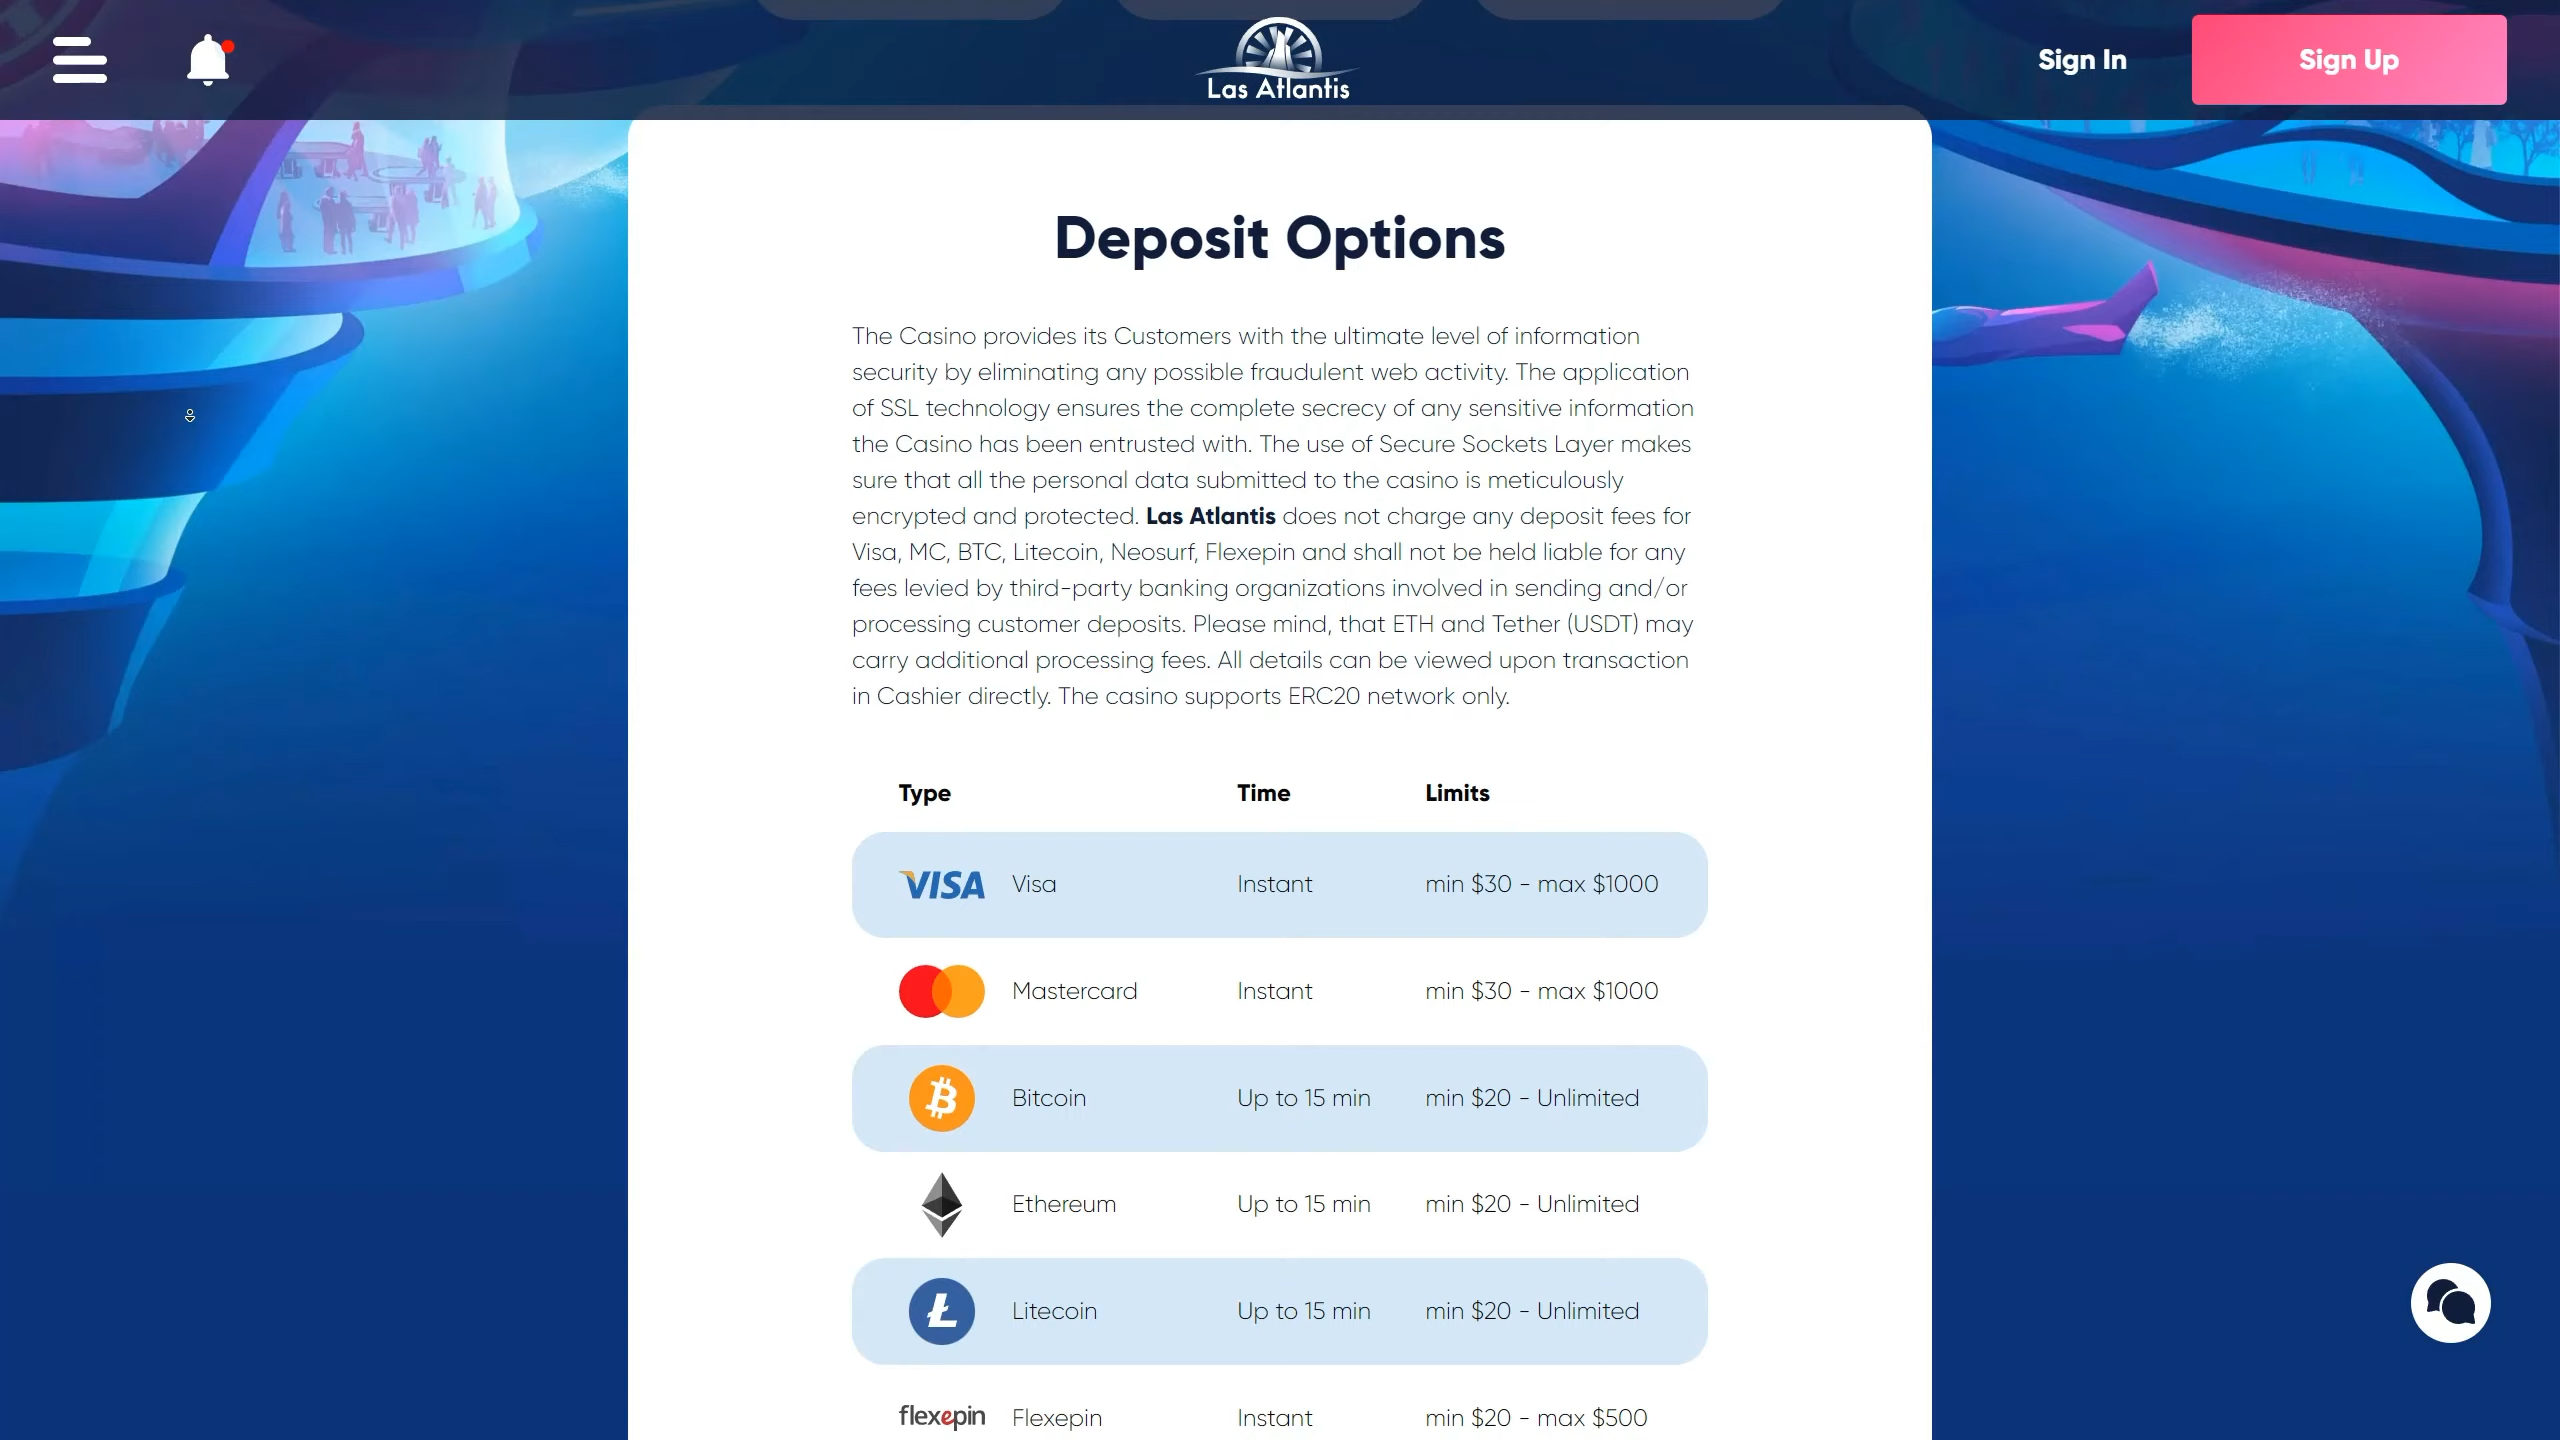 Las Atlantis
Sign In
Sign Up
Deposit Options
The Casino provides its Customers with the ultimate level of information
security by eliminating any possible fraudulent web activity. The application
of SSL technology ensures the complete secrecy of any sensitive information
the Casino has been entrusted with. The use of Secure Sockets Layer makes
sure that all the personal data submitted to the casino is meticulously
encrypted and protected. Las Atlantis does not charge any deposit fees for
Visa, MC, BTC, Litecoin, Neosurf, Flexepin and shall not be held liable for any
fees levied by third-party banking organizations involved in sending and/or
processing customer deposits. Please mind, that ETH and Tether (USDT) may
carry additional processing fees. All details can be viewed upon transaction
in Cashier directly. The casino supports ERC20 network only.
Type Time Limits
VISA Visa Instant min $30 - max $1000
Mastercard Instant min $30 - max $1000
Bitcoin Up to 15 min min $20 - Unlimited
Ethereum Up to 15 min min $20 - Unlimited
Litecoin Up to 15 min min $20 - Unlimited
flexepin Flexepin Instant min $20 - max $500